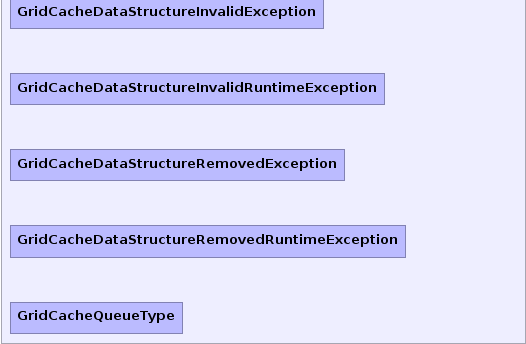 GridCacheDataStructureInvalidException
GridCacheDataStructureInvalidRuntimeException
GridCacheDataStructureRemovedException
GridCacheDataStructureRemovedRuntimeException
GridCacheQueueType